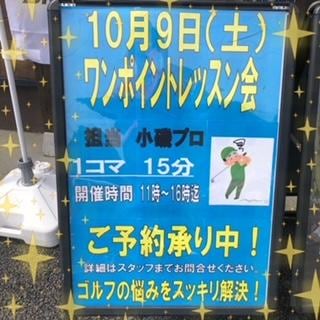 10月9日(土)
ワンポイントレッスン会
担当 小磯プロ
1コマ 15分
開催時間 11時～16時迄
ご予約承り中！
詳細はスタッフまでお問合せください。
ゴルフの悩みをスッキリ解決！